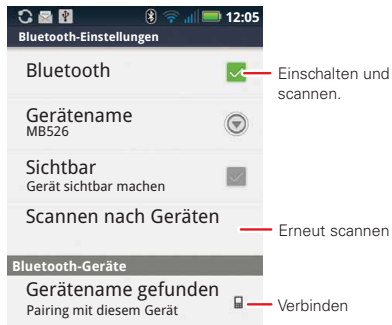 12:05
Bluetooth-Einstellungen
Bluetooth
Einschalten und
scannen.
Gerätename
MB526
Sichtbar
Gerät sichtbar machen
Scannen nach Geräten
Erneut scannen
Bluetooth-Geräte
Gerätename gefunden
Pairing mit diesem Gerät
Verbinden